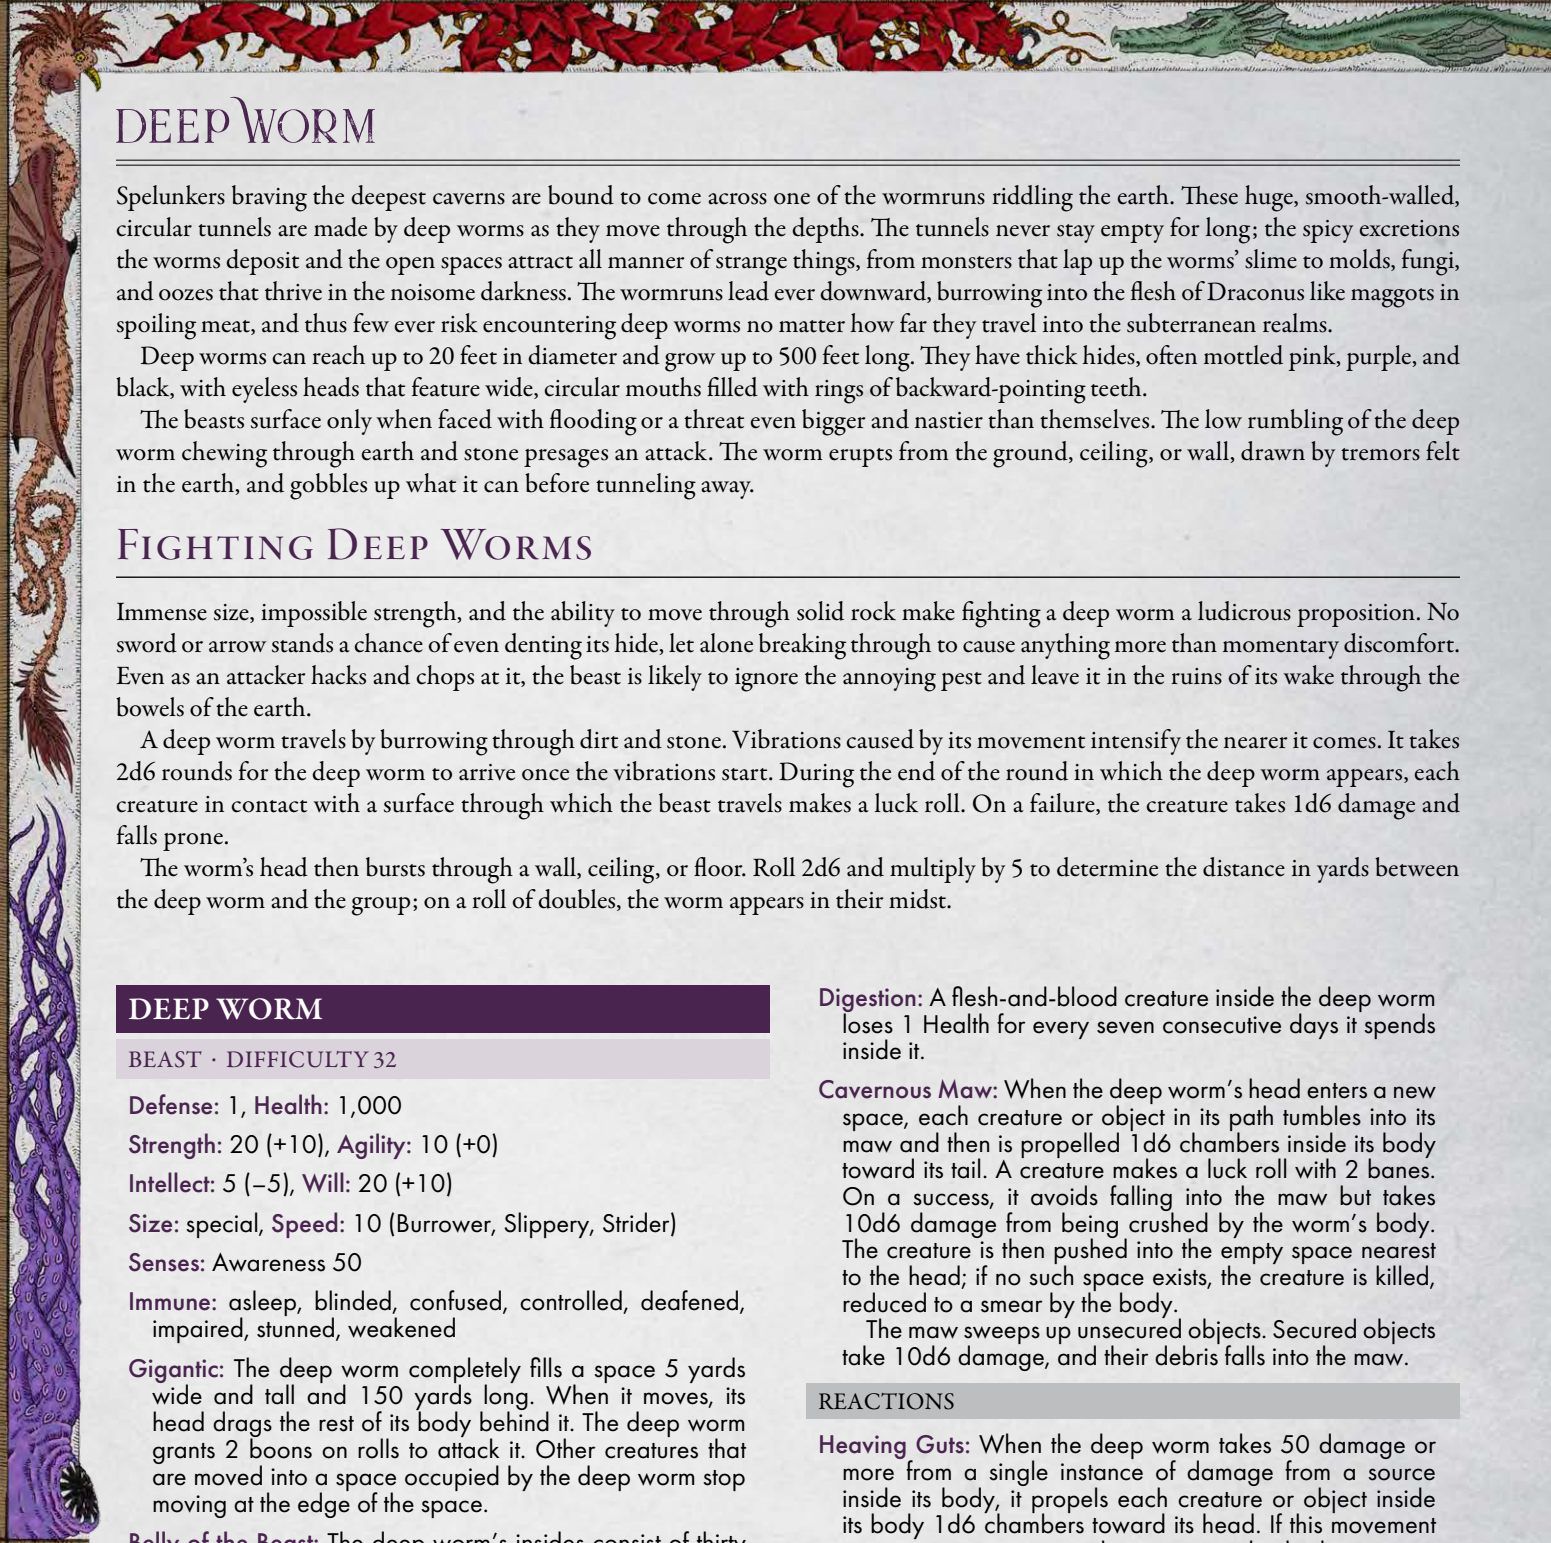 DEEP WORM
Spelunkers braving the deepest caverns are bound to come across one of the wormruns riddling the earth. These huge, smooth-walled,
circular tunnels are made by deep worms as they move through the depths. The tunnels never stay empty for long; the spicy excretions
the worms deposit and the open spaces attract all manner of strange things, from monsters that lap up the worms’ slime to molds, fungi,
and oozes that thrive in the noisome darkness. The wormruns lead ever downward, burrowing into the flesh of Draconus like maggots in
spoiling meat, and thus few ever risk encountering deep worms no matter how far they travel into the subterranean realms.
Deep worms can reach up to 20 feet in diameter and grow up to 500 feet long. They have thick hides, often mottled pink, purple, and
black, with eyeless heads that feature wide, circular mouths filled with rings of backward-pointing teeth.
The beasts surface only when faced with flooding or a threat even bigger and nastier than themselves. The low rumbling of the deep
worm chewing through earth and stone presages an attack. The worm erupts from the ground, ceiling, or wall, drawn by tremors felt
in the earth, and gobbles up what it can before tunneling away.
FIGHTING DEEP WORMS
Immense size, impossible strength, and the ability to move through solid rock make fighting a deep worm a ludicrous proposition. No
sword or arrow stands a chance of even denting its hide, let alone breaking through to cause anything more than momentary discomfort.
Even as an attacker hacks and chops at it, the beast is likely to ignore the annoying pest and leave it in the ruins of its wake through the
bowels of the earth.
A deep worm travels by burrowing through dirt and stone. Vibrations caused by its movement intensify the nearer it comes. It takes
2d6 rounds for the deep worm to arrive once the vibrations start. During the end of the round in which the deep worm appears, each
creature in contact with a surface through which the beast travels makes a luck roll. On a failure, the creature takes 1d6 damage and
falls prone.
The worm’s head then bursts through a wall, ceiling, or floor. Roll 2d6 and multiply by 5 to determine the distance in yards between
the deep worm and the group; on a roll of doubles, the worm appears in their midst.
DEEP WORM
BEAST · DIFFICULTY 32
Defense: 1, Health: 1,000
Strength: 20 (+10), Agility: 10 (+0)
Intellect: 5 (−5), Will: 20 (+10)
Size: special, Speed: 10 (Burrower, Slippery, Strider)
Senses: Awareness 50
Immune: asleep, blinded, confused, controlled, deafened,
impaired, stunned, weakened
Gigantic: The deep worm completely fills a space 5 yards
wide and tall and 150 yards long. When it moves, its
head drags the rest of its body behind it. The deep worm
grants 2 boons on rolls to attack it. Other creatures that
are moved into a space occupied by the deep worm stop
moving at the edge of the space.
Belly of the Beast: The deep worm’s insides consist of thirty
Digestion: A flesh-and-blood creature inside the deep worm
loses 1 Health for every seven consecutive days it spends
inside it.
Cavernous Maw: When the deep worm’s head enters a new
space, each creature or object in its path tumbles into its
maw and then is propelled 1d6 chambers inside its body
toward its tail. A creature makes a luck roll with 2 banes.
On a success, it avoids falling into the maw but takes
10d6 damage from being crushed by the worm’s body.
The creature is then pushed into the empty space nearest
to the head; if no such space exists, the creature is killed,
reduced to a smear by the body.
The maw sweeps up unsecured objects. Secured objects
take 10d6 damage, and their debris falls into the maw.
REACTIONS
Heaving Guts: When the deep worm takes 50 damage or
more from a single instance of damage from a source
inside its body, it propels each creature or object inside
its body 1d6 chambers toward its head. If this movement